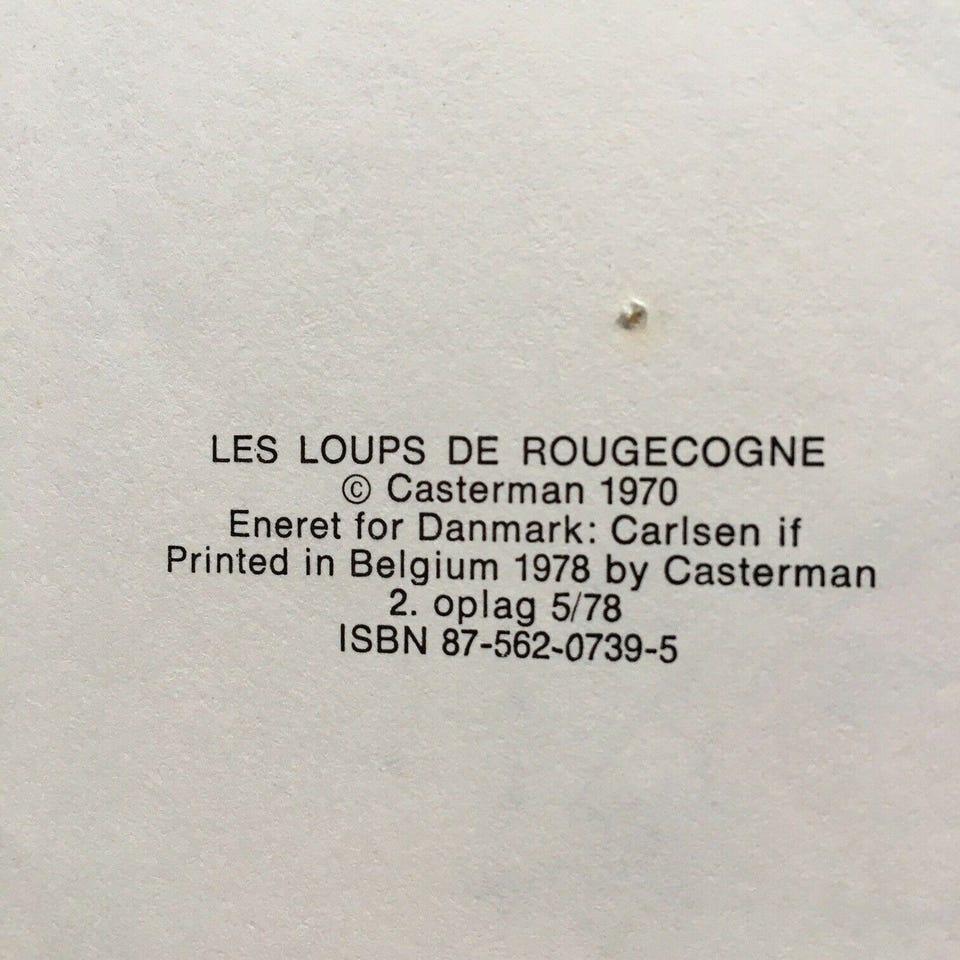 LES LOUPS DE ROUGECOGNE
© Casterman 1970
Eneret for Danmark: Carlsen if
Printed in Belgium 1978 by Casterman
2. oplag 5/78
ISBN 87-562-0739-5